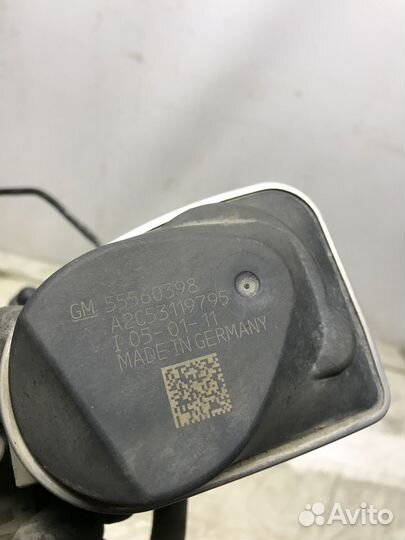 GM 55560398
A2C53119795
I 05-01-11
MADE IN GERMANY
Avito